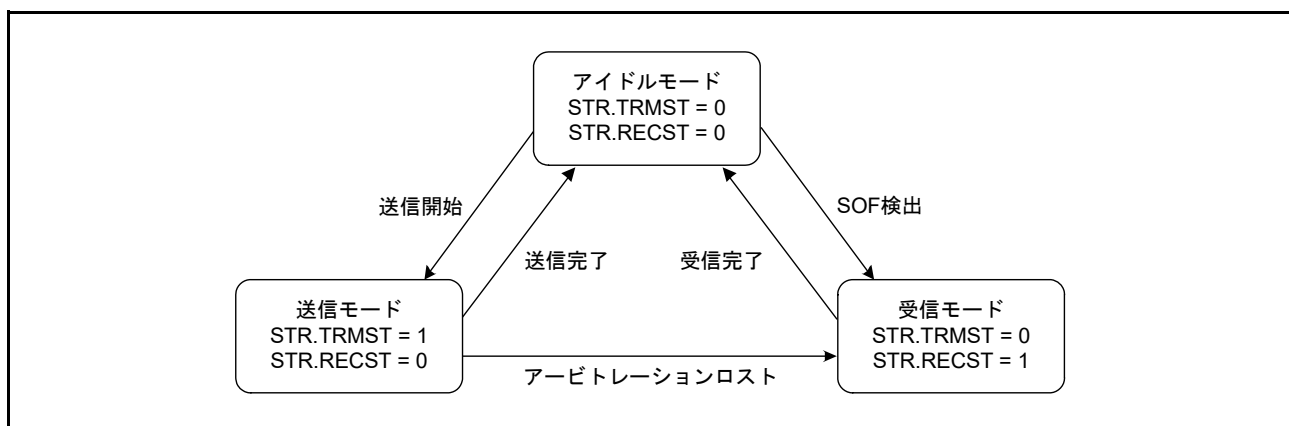 アイドルモード
STR.TRMST = 0
STR.RECST = 0
送信開始
SOF検出
送信完了
受信完了
送信モード
STR.TRMST = 1
STR.RECST = 0
受信モード
STR.TRMST = 0
STR.RECST = 1
アービトレーションロスト